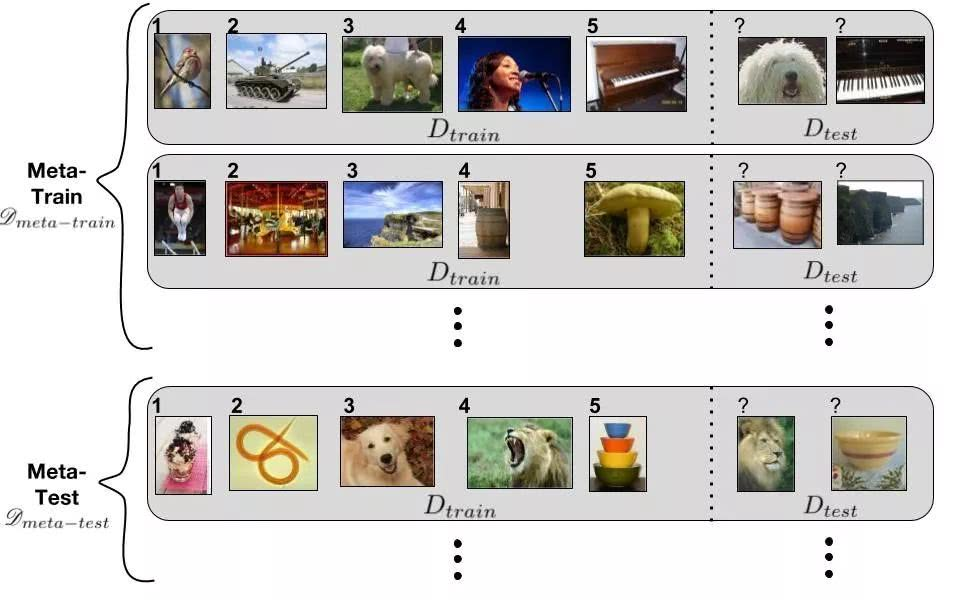 1 2 3 4 5 ? ?
D_train D_test
Meta-
Train
𝒟_meta−train
1 2 3 4 5 ? ?
D_train D_test
1 2 3 4 5 ? ?
Meta-
Test
𝒟_meta−test
D_train D_test